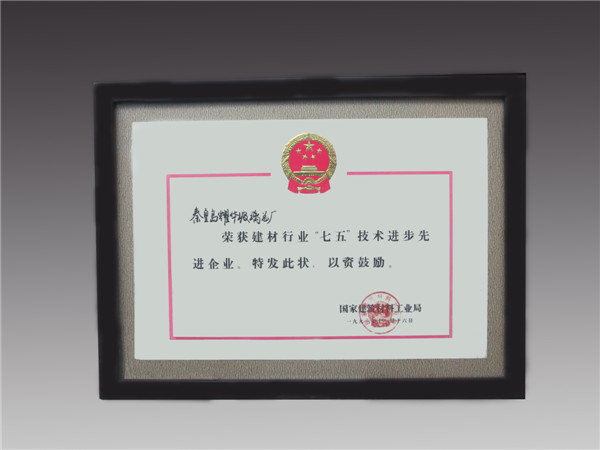 秦皇岛耀华玻璃厂
荣获建材行业“七五”技术进步先
进企业。特发此状，以资鼓励。
国家建筑材料工业局